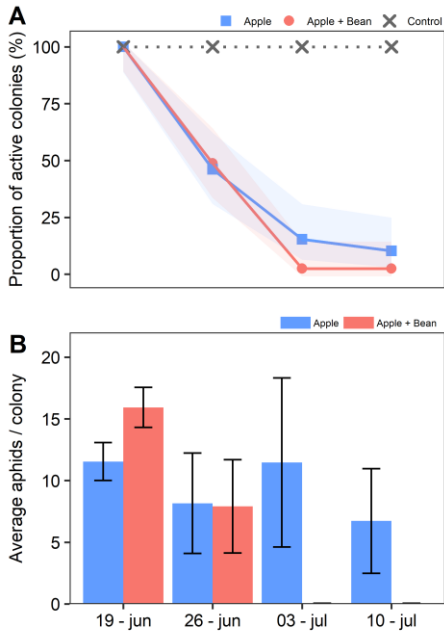 A
Apple Apple + Bean Control
Proportion of active colonies (%)
100
75
50
25
0
B
Apple Apple + Bean
Average aphids / colony
20
15
10
5
0
19 - jun 26 - jun 03 - jul 10 - jul